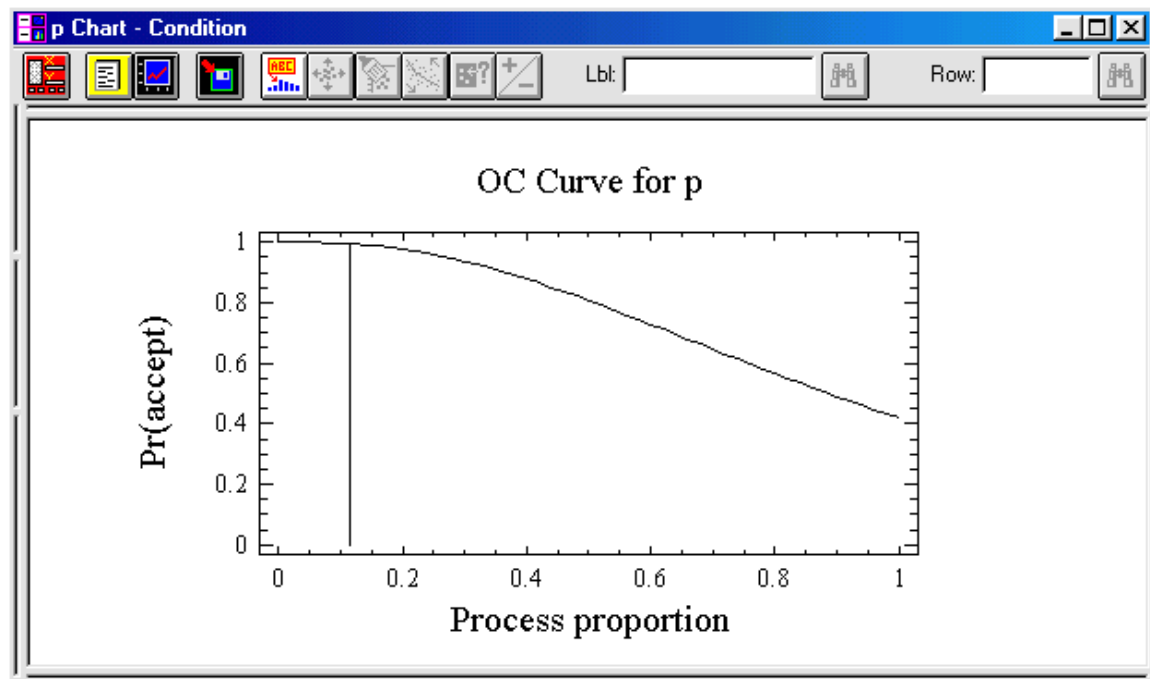 p Chart - Condition
ABC
?
Lbl:
Row:
OC Curve for p
Pr(accept)
1
0.8
0.6
0.4
0.2
0
0 0.2 0.4 0.6 0.8 1
Process proportion